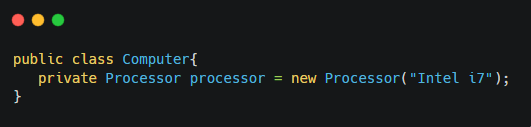 public class Computer{
   private Processor processor = new Processor("Intel i7");
}